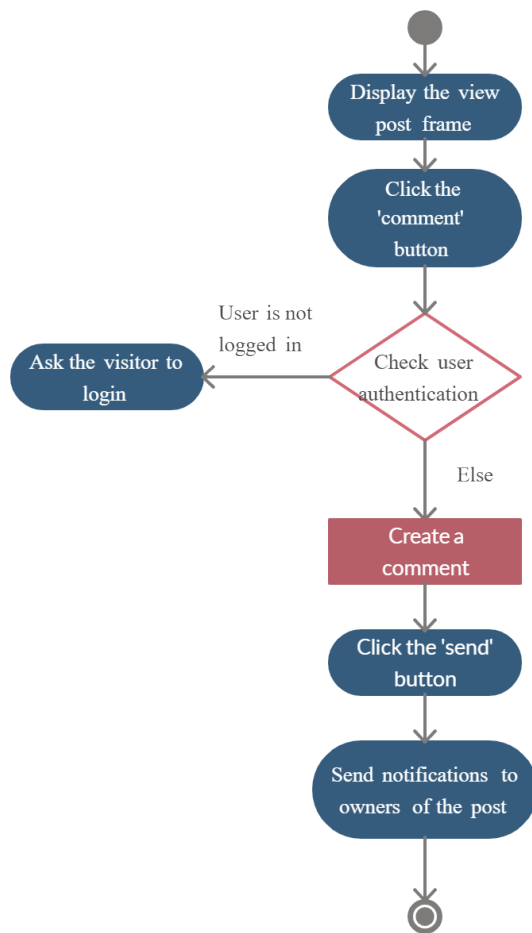 Display the view
post frame
Click the
'comment'
button
User is not
logged in
Ask the visitor to
login
Check user
authentication
Else
Create a
comment
Click the 'send'
button
Send notifications to
owners of the post